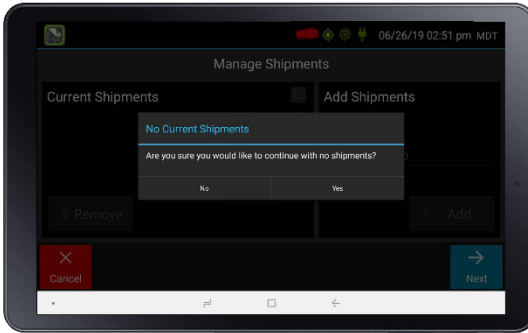 06/26/19 02:51 pm MDT
Manage Shipments
Current Shipments
Add Shipments
No Current Shipments
Are you sure you would like to continue with no shipments?
No
Yes
Remove
+ Add
Cancel
Next